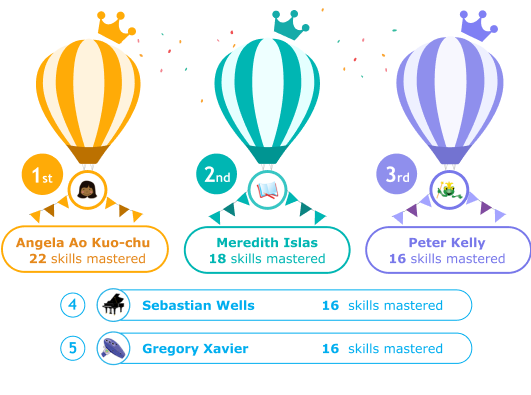 1st
2nd
3rd
Angela Ao Kuo-chu
22 skills mastered
Meredith Islas
18 skills mastered
Peter Kelly
16 skills mastered
4 Sebastian Wells 16 skills mastered
5 Gregory Xavier 16 skills mastered